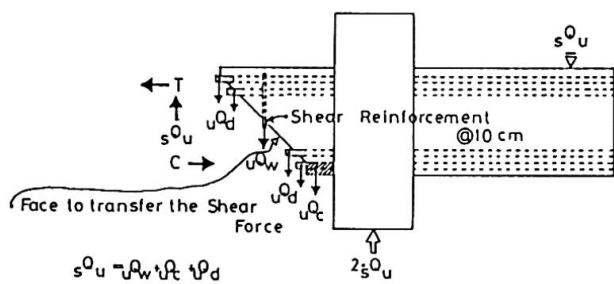 sQu
T
sQu
uQd
Shear Reinforcement
@10 cm
C
uQw
uQd
uQc
Face to transfer the Shear
Force
2sQu
sQu = uQw + uQc + uQd